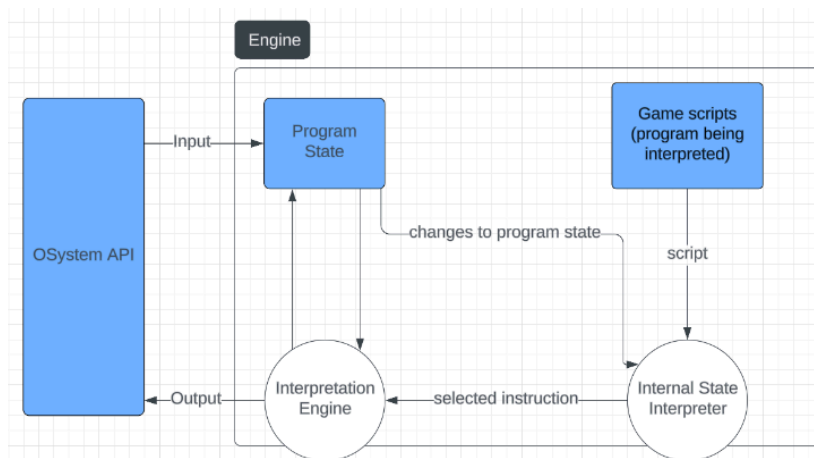 Engine
Program
State
Game scripts
(program being
interpreted)
Input
changes to program state
OSystem API
script
Interpretation
Engine
Internal State
Interpreter
Output
selected instruction